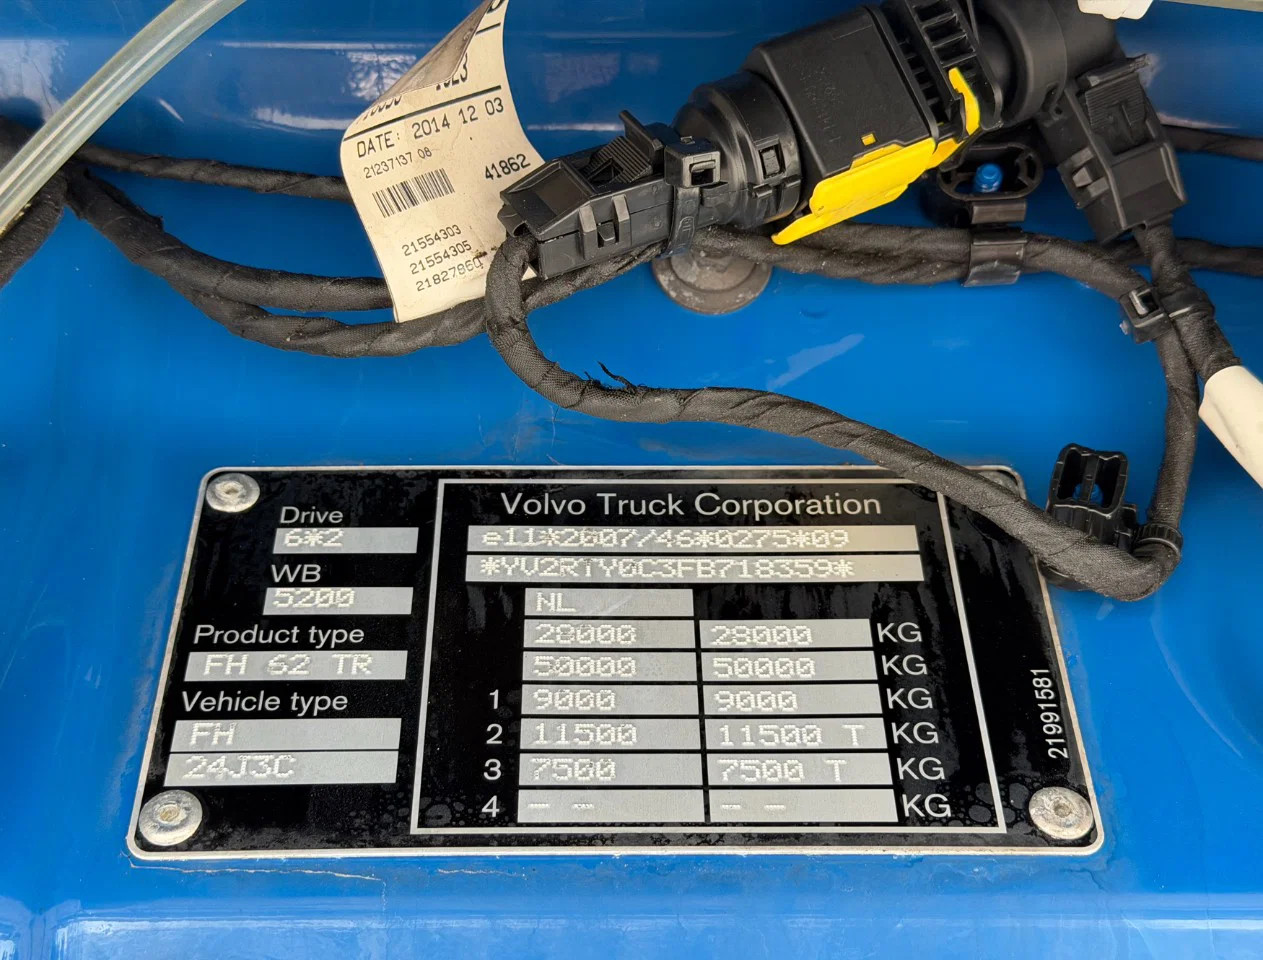 DATE: 2014 12 03
21237137 08
41862
21554303
21554305
21827860
Drive
6*2
WB
5200
Product type
FH 62 TR
Vehicle type
FH
24J3C
Volvo Truck Corporation
e11*2007/46*0275*09
*YV2RTY0C3FB718359*
NL
28000 28000 KG
50000 50000 KG
1 9000 9000 KG
2 11500 11500 T KG
3 7500 7500 T KG
4 - - - - KG
21991581